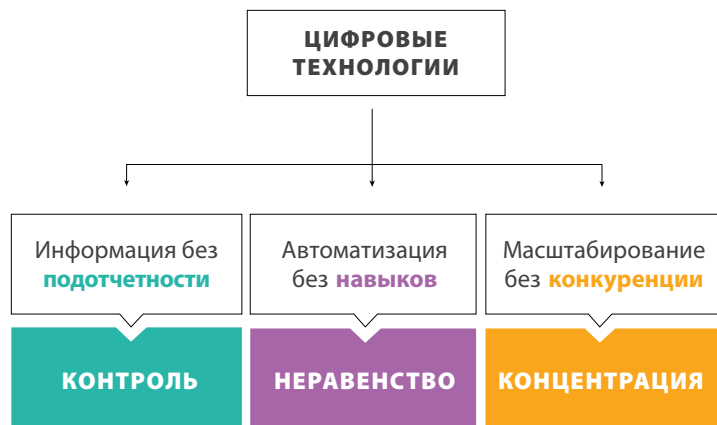 ЦИФРОВЫЕ
ТЕХНОЛОГИИ
Информация без
подотчетности
КОНТРОЛЬ
Автоматизация
без навыков
НЕРАВЕНСТВО
Масштабирование
без конкуренции
КОНЦЕНТРАЦИЯ